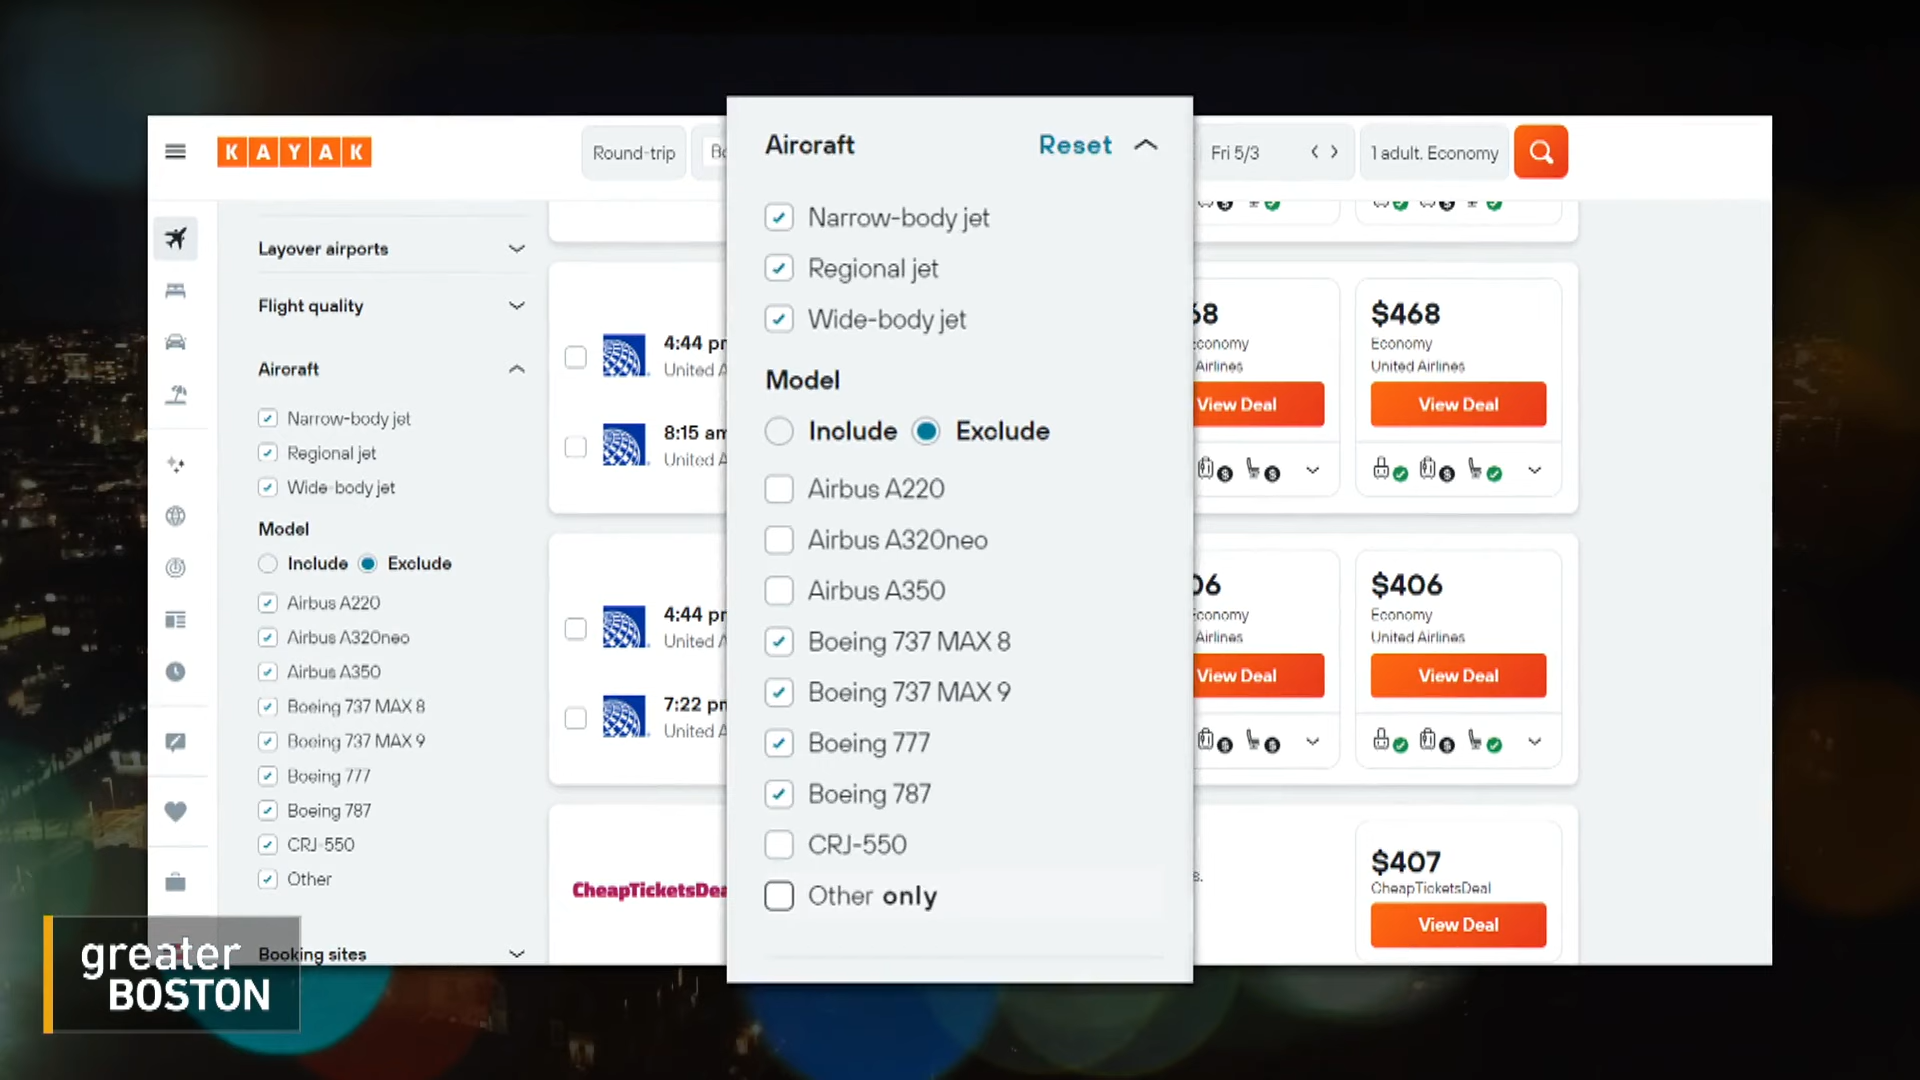 KAYAK
Round-trip
Fri 5/3
1 adult, Economy
Layover airports
Flight quality
Aircraft
Narrow-body jet
Regional jet
Wide-body jet
Model
Include Exclude
Airbus A220
Airbus A320neo
Airbus A350
Boeing 737 MAX 8
Boeing 737 MAX 9
Boeing 777
Boeing 787
CRJ-550
Other
Booking sites
4:44
United
8:15
United
4:44
United
7:22
United
CheapTicketsDea
Aircraft Reset
Narrow-body jet
Regional jet
Wide-body jet
Model
Include Exclude
Airbus A220
Airbus A320neo
Airbus A350
Boeing 737 MAX 8
Boeing 737 MAX 9
Boeing 777
Boeing 787
CRJ-550
Other only
Airlines
View Deal
$468
Economy
United Airlines
View Deal
Airlines
View Deal
$406
Economy
United Airlines
View Deal
$407
CheapTicketsDeal
View Deal
greater
BOSTON